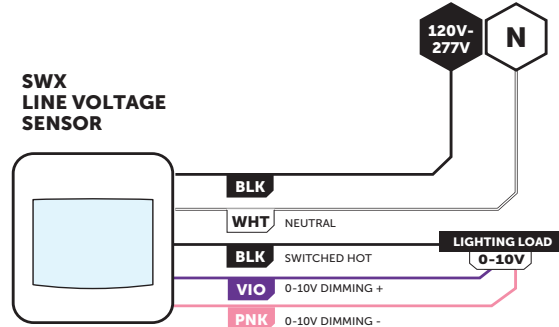 120V-
277V
N
SWX
LINE VOLTAGE
SENSOR
BLK
WHT NEUTRAL
BLK SWITCHED HOT
LIGHTING LOAD
0-10V
VIO 0-10V DIMMING +
PNK 0-10V DIMMING -